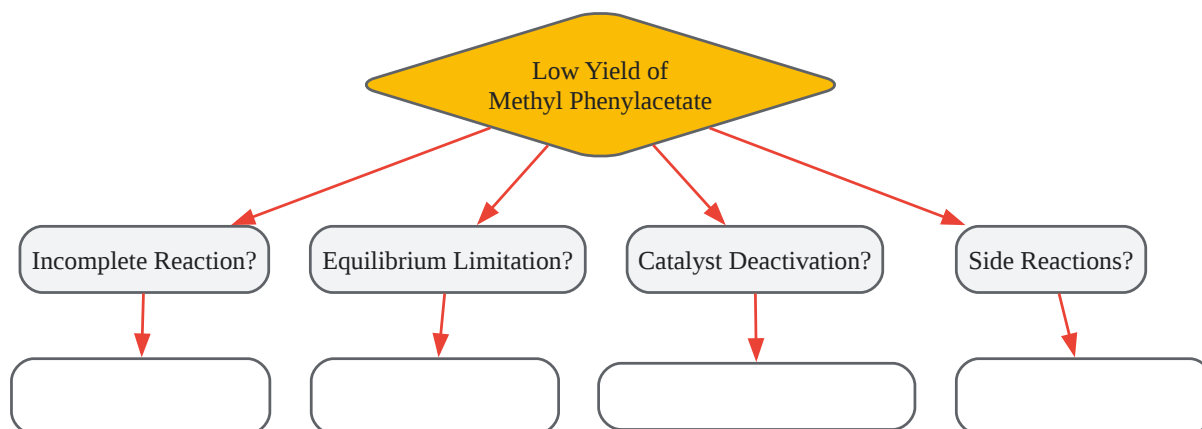 Low Yield of
Methyl Phenylacetate
Incomplete Reaction?
Equilibrium Limitation?
Catalyst Deactivation?
Side Reactions?